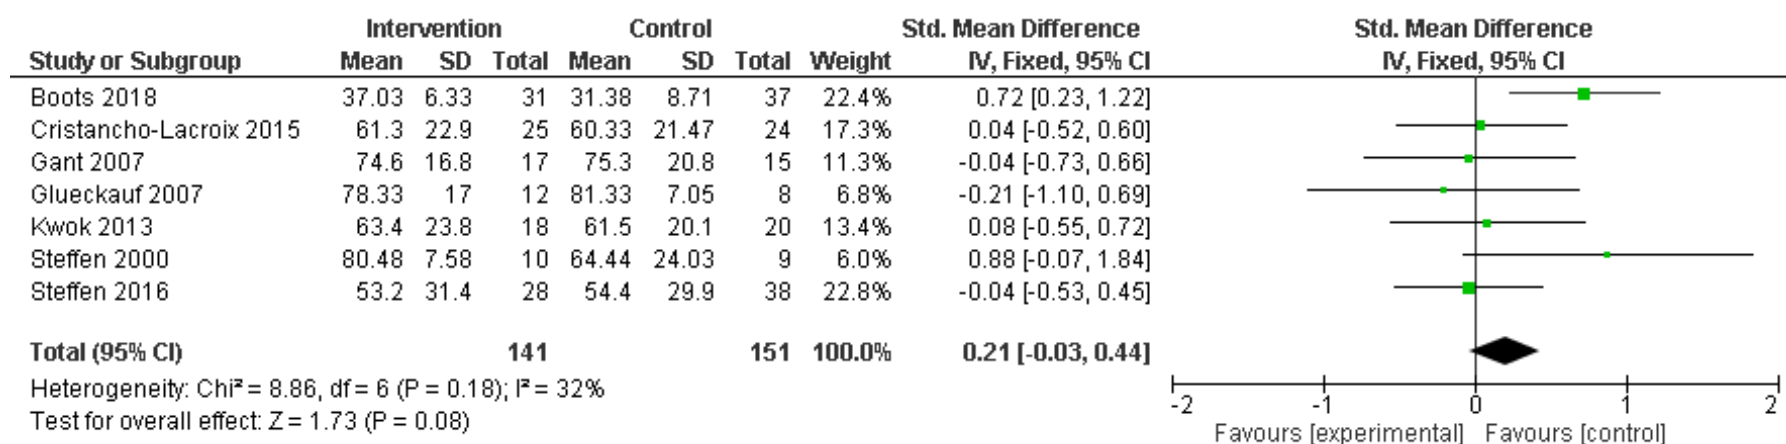 Intervention Control Std. Mean Difference Std. Mean Difference
Study or Subgroup Mean SD Total Mean SD Total Weight IV, Fixed, 95% CI IV, Fixed, 95% CI
Boots 2018 37.03 6.33 31 31.38 8.71 37 22.4% 0.72 [0.23, 1.22]
Cristancho-Lacroix 2015 61.3 22.9 25 60.33 21.47 24 17.3% 0.04 [-0.52, 0.60]
Gant 2007 74.6 16.8 17 75.3 20.8 15 11.3% -0.04 [-0.73, 0.66]
Glueckauf 2007 78.33 17 12 81.33 7.05 8 6.8% -0.21 [-1.10, 0.69]
Kwok 2013 63.4 23.8 18 61.5 20.1 20 13.4% 0.08 [-0.55, 0.72]
Steffen 2000 80.48 7.58 10 64.44 24.03 9 6.0% 0.88 [-0.07, 1.84]
Steffen 2016 53.2 31.4 28 54.4 29.9 38 22.8% -0.04 [-0.53, 0.45]
Total (95% CI) 141 151 100.0% 0.21 [-0.03, 0.44]
Heterogeneity: Chi² = 8.86, df = 6 (P = 0.18); I² = 32%
Test for overall effect: Z = 1.73 (P = 0.08)
-2 -1 0 1 2
Favours [experimental] Favours [control]